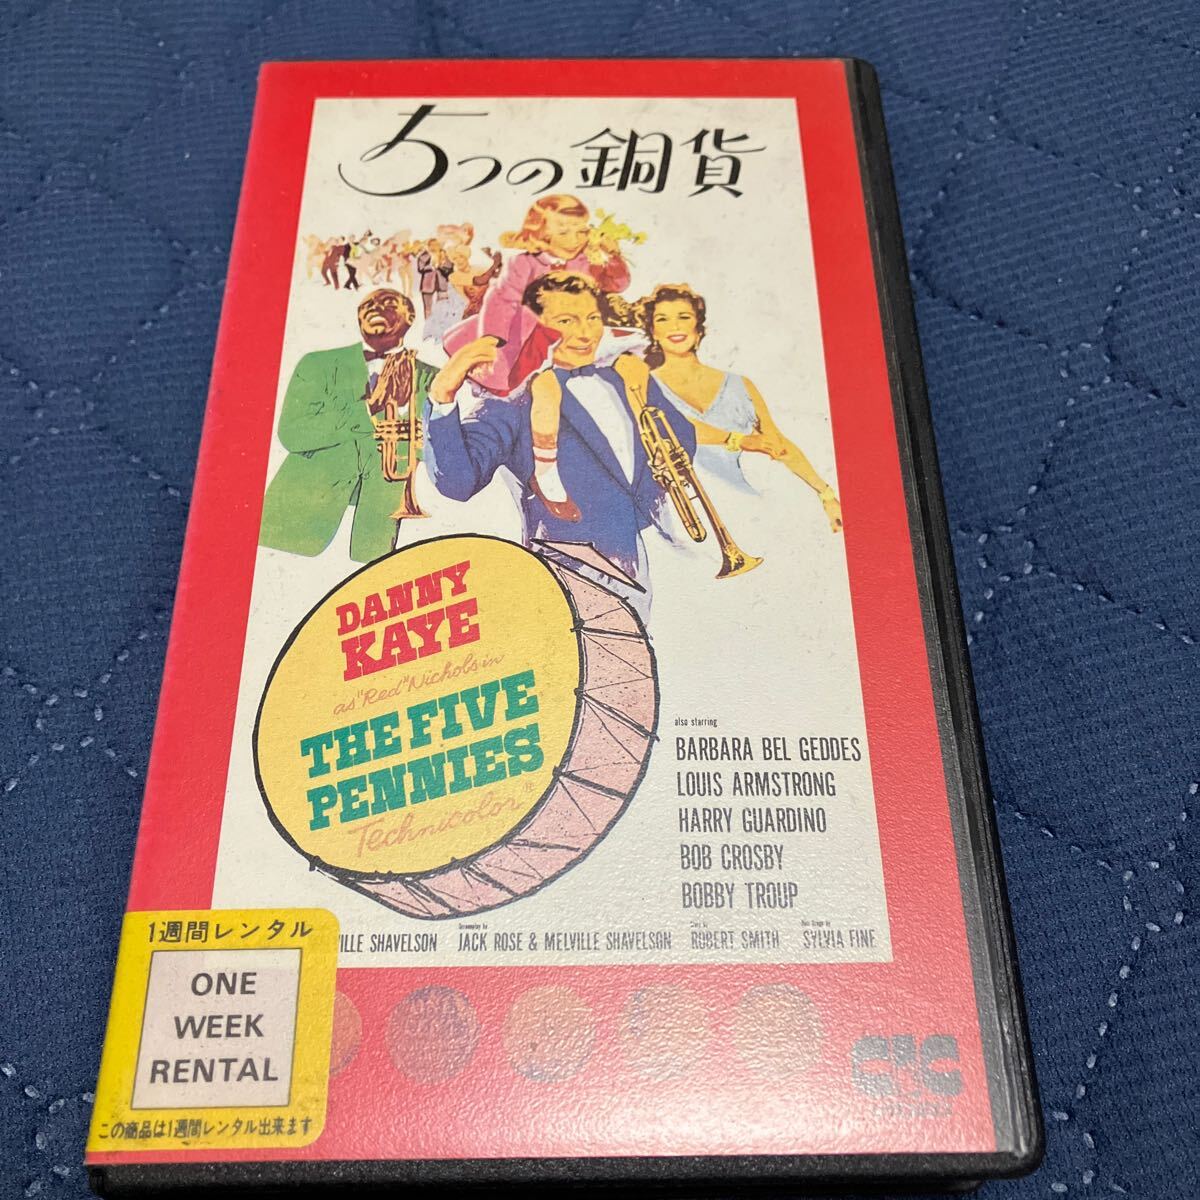 5つの銅貨
DANNY
KAYE
as "Red" Nichols in
THE FIVE
PENNIES
Technicolor®
also starring
BARBARA BEL GEDDES
LOUIS ARMSTRONG
HARRY GUARDINO
BOB CROSBY
BOBBY TROUP
VILLE SHAVELSON
Screenplay by JACK ROSE & MELVILLE SHAVELSON
ROBERT SMITH
SYLVIA FINE
1週間レンタル
ONE
WEEK
RENTAL
この商品は1週間レンタル出来ます
CIC